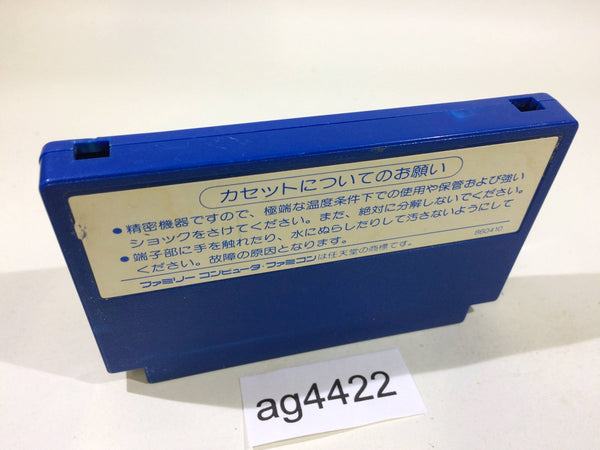 カセットについてのお願い
●精密機器ですので、極端な温度条件下での使用や保管および強い
ショックをさけてください。また、絶対に分解しないでください。
●端子部に手を触れたり、水にぬらしたりして汚さないようにして
ください。故障の原因となります。
860410
ファミリーコンピュータ・ファミコンは任天堂の商標です。
ag4422